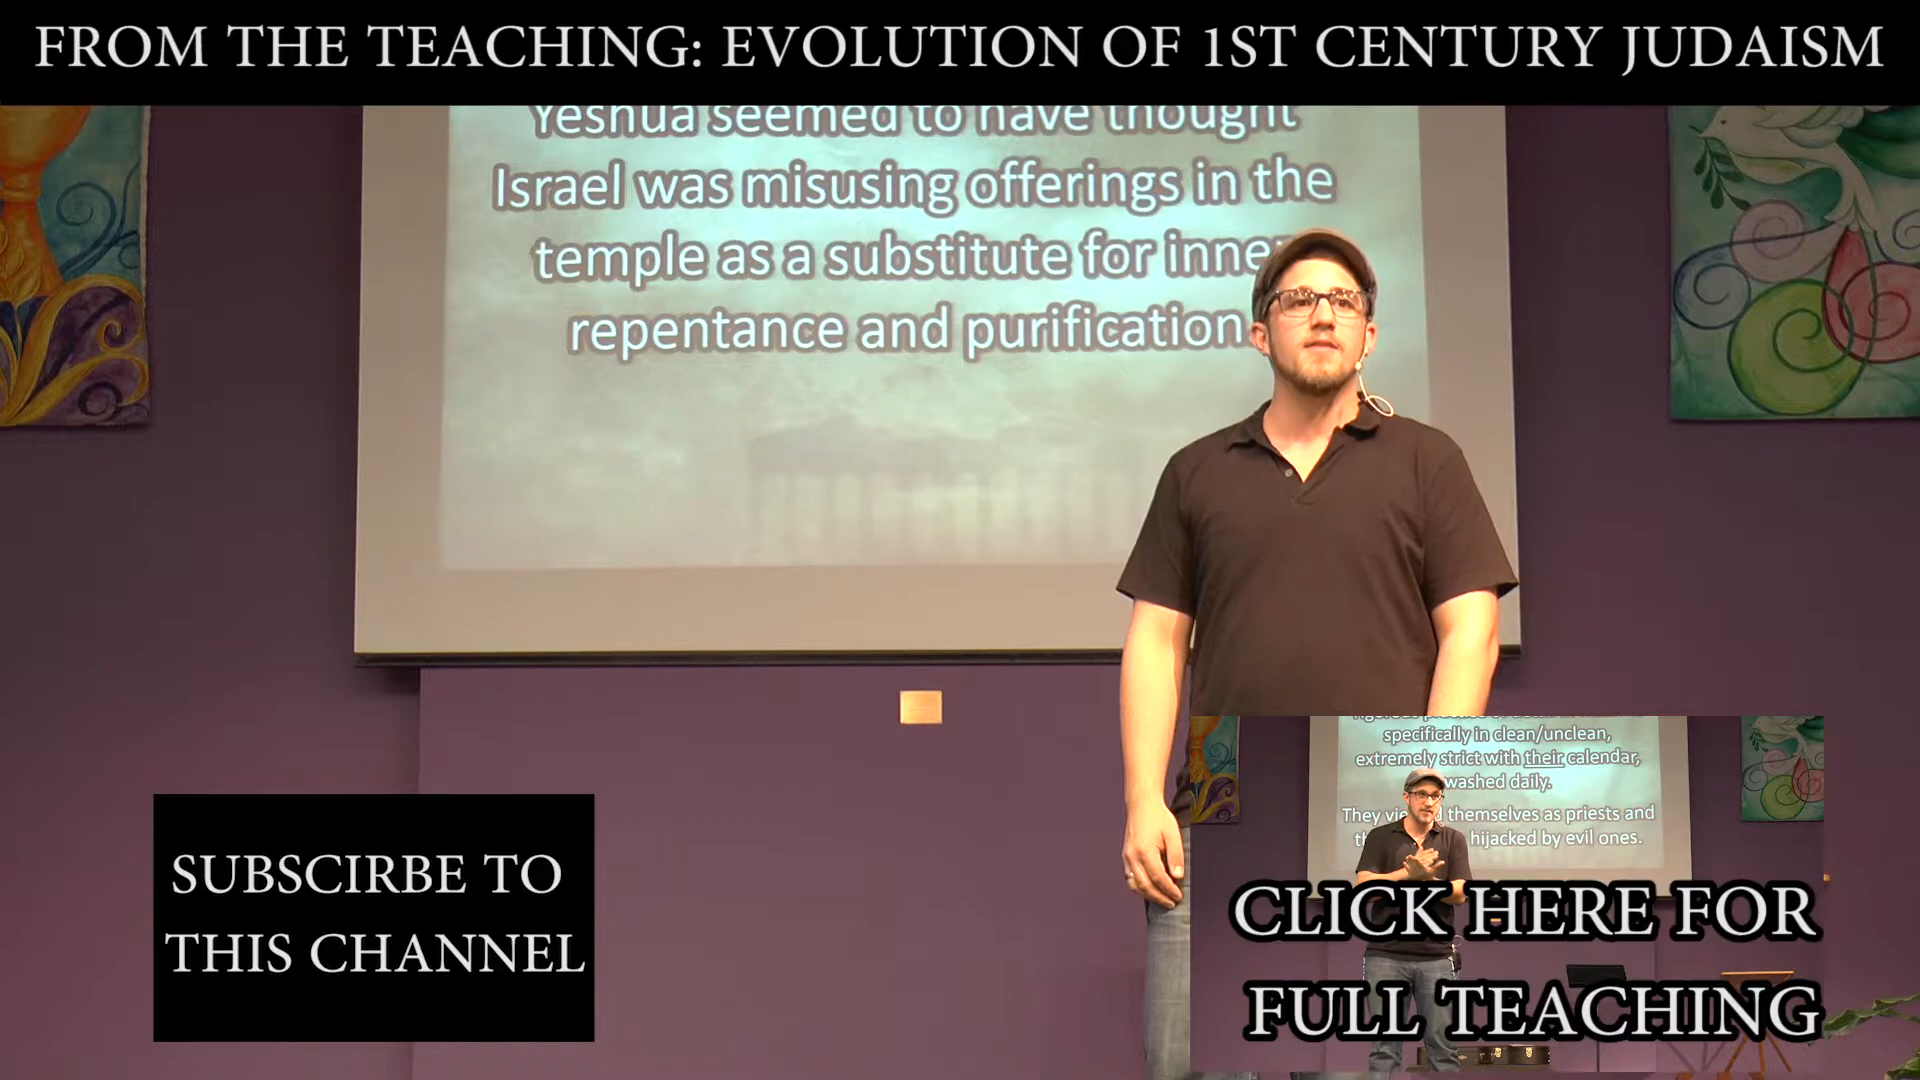 FROM THE TEACHING: EVOLUTION OF 1ST CENTURY JUDAISM
Yeshua seemed to have thought
Israel was misusing offerings in the
temple as a substitute for inner
repentance and purification.
SUBSCIRBE TO
THIS CHANNEL
specifically in clean/unclean,
extremely strict with their calendar,
washed daily.
They themselves as priests and
hijacked by evil ones.
CLICK HERE FOR
FULL TEACHING